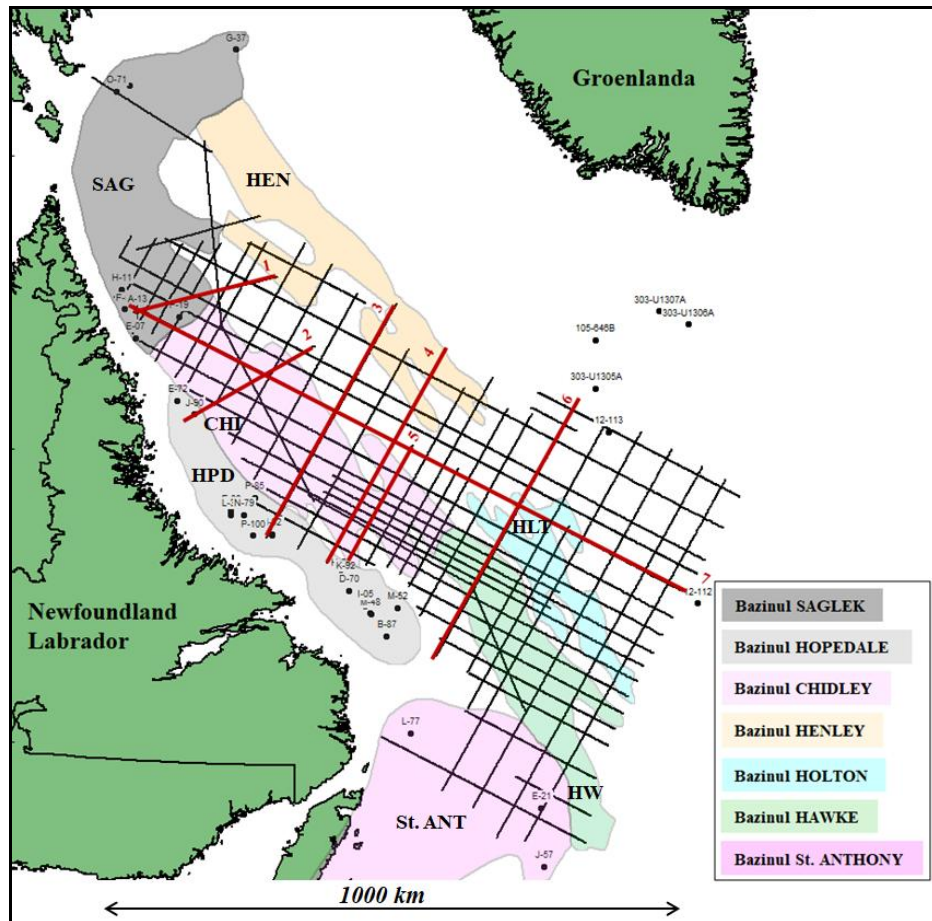 G-37
O-71
Groenlanda
SAG
HEN
1
H-11
A-13
3
303-U1307A
303-U1306A
E-07
2
4
105-646B
303-U1305A
E-72
J-90
6
12-113
CHI
5
HPD
P-85
N-79
HLT
P-100
K-92
D-70
7
I-05
M-52
12-112
B-87
Newfoundland
Labrador
Bazinul SAGLEK
Bazinul HOPEDALE
Bazinul CHIDLEY
Bazinul HENLEY
Bazinul HOLTON
Bazinul HAWKE
Bazinul St. ANTHONY
L-77
E-21
HW
St. ANT
J-57
1000 km